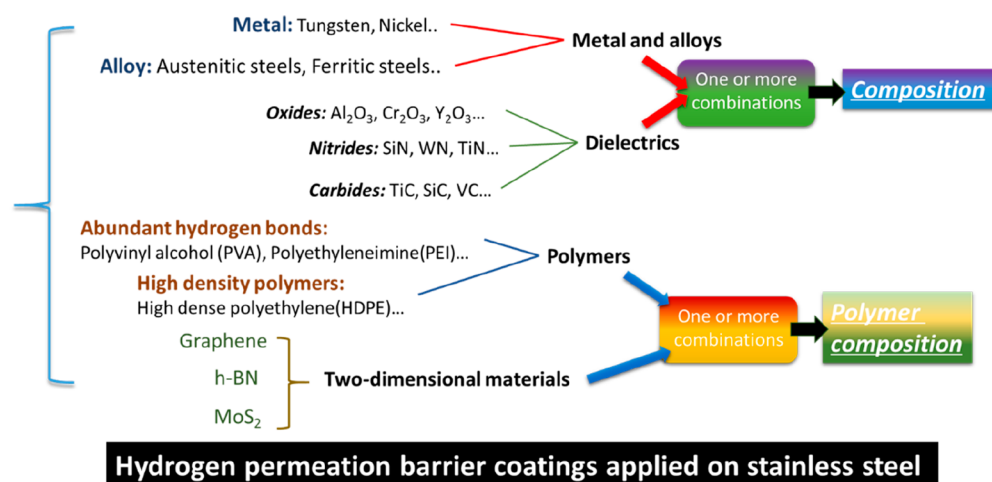 Metal: Tungsten, Nickel..
Alloy: Austenitic steels, Ferritic steels..
Metal and alloys
One or more
combinations
Composition
Oxides: Al₂O₃, Cr₂O₃, Y₂O₃...
Nitrides: SiN, WN, TiN...
Carbides: TiC, SiC, VC...
Dielectrics
Abundant hydrogen bonds:
Polyvinyl alcohol (PVA), Polyethyleneimine(PEI)...
High density polymers:
High dense polyethylene(HDPE)...
Polymers
Graphene
h-BN
MoS₂
Two-dimensional materials
One or more
combinations
Polymer
composition
Hydrogen permeation barrier coatings applied on stainless steel